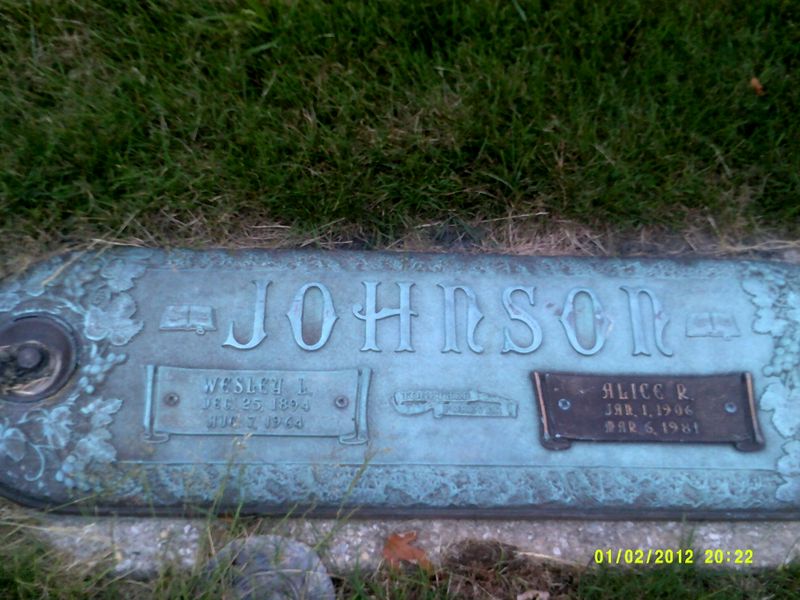 JOHNSON
WESLEY L.
DEC. 25, 1894
AUG. 7, 1964
ALICE R.
JAN. 1, 1906
MAR. 6, 1981
01/02/2012 20:22